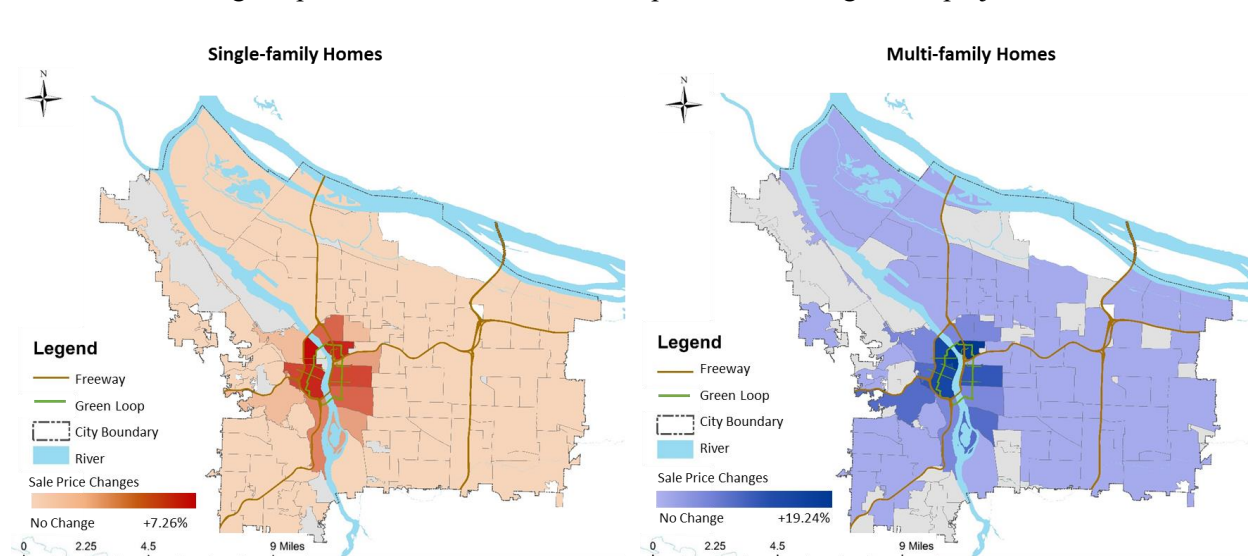 Single-family Homes
N
Legend
Freeway
Green Loop
City Boundary
River
Sale Price Changes
No Change +7.26%
0 2.25 4.5 9 Miles
Multi-family Homes
N
Legend
Freeway
Green Loop
City Boundary
River
Sale Price Changes
No Change +19.24%
0 2.25 4.5 9 Miles